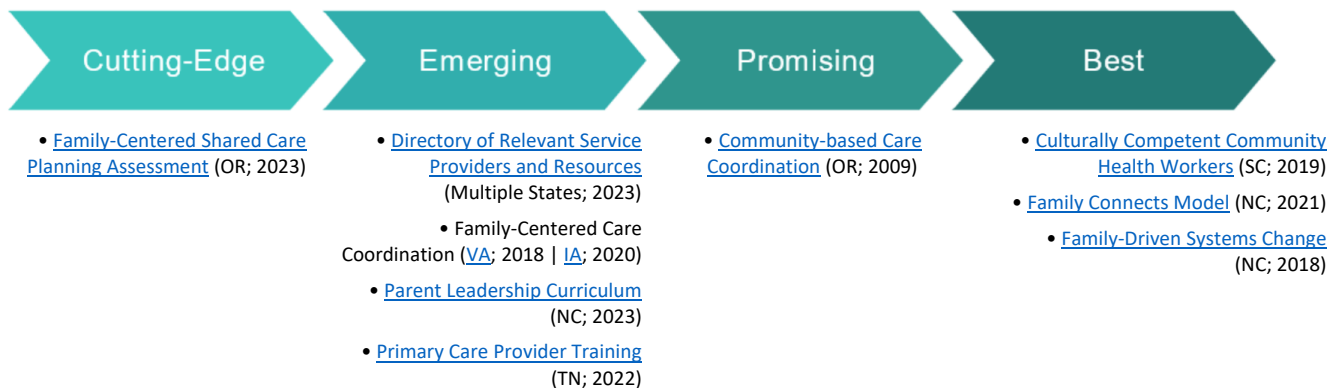 Cutting-Edge
• Family-Centered Shared Care
Planning Assessment (OR; 2023)
Emerging
• Directory of Relevant Service
Providers and Resources
(Multiple States; 2023)
• Family-Centered Care
Coordination (VA; 2018 | IA; 2020)
• Parent Leadership Curriculum
(NC; 2023)
• Primary Care Provider Training
(TN; 2022)
Promising
• Community-based Care
Coordination (OR; 2009)
Best
• Culturally Competent Community
Health Workers (SC; 2019)
• Family Connects Model (NC; 2021)
• Family-Driven Systems Change
(NC; 2018)